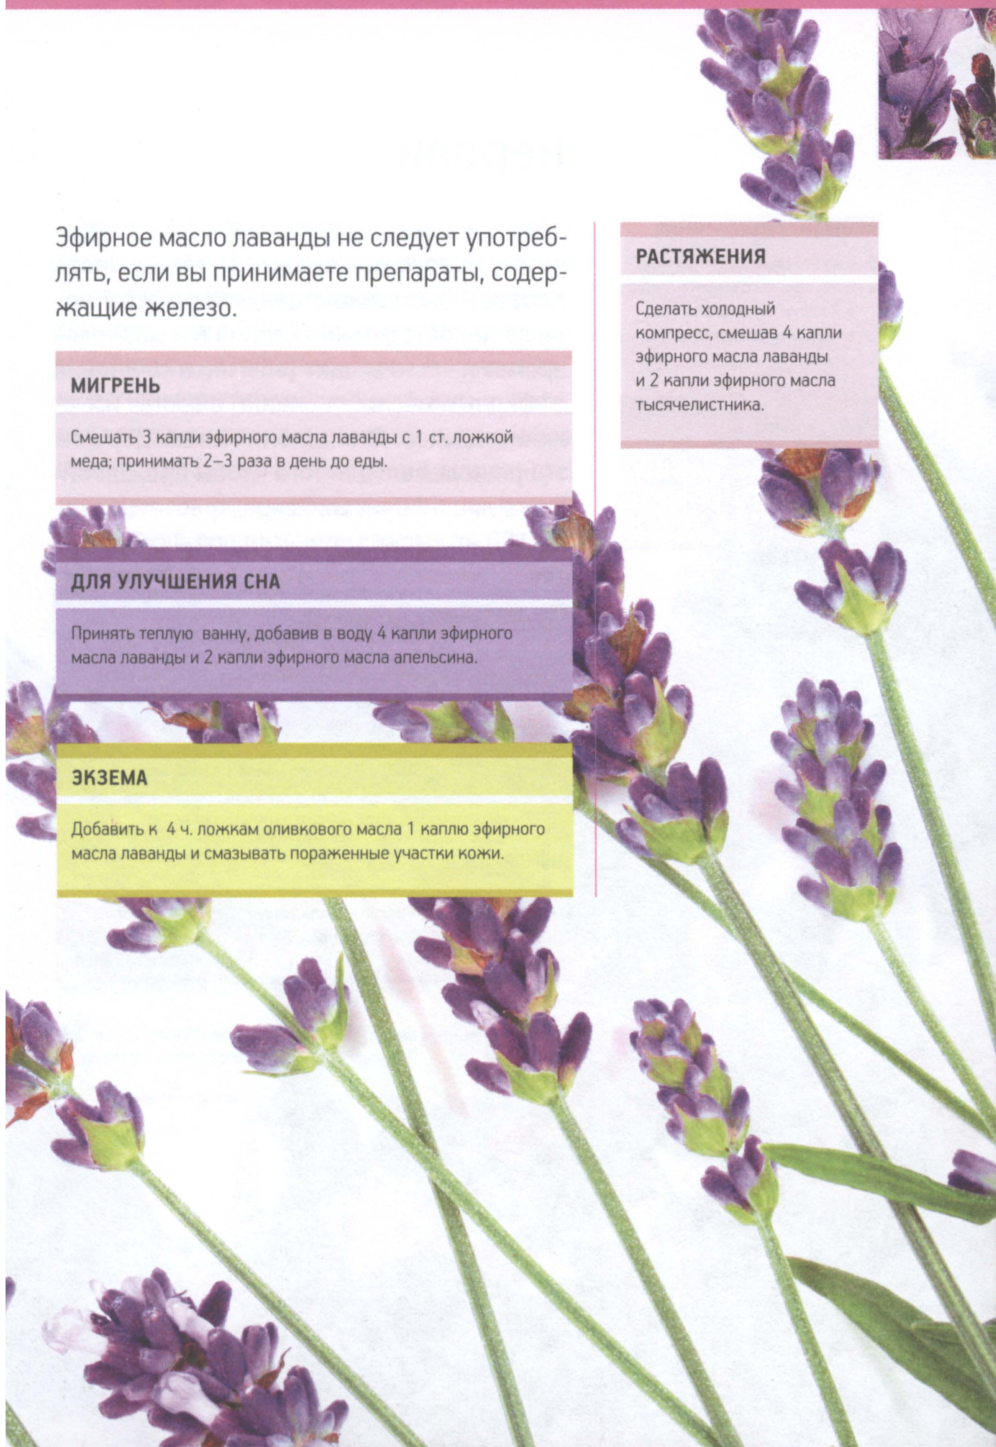 Эфирное масло лаванды не следует употреб-
лять, если вы принимаете препараты, содер-
жащие железо.
МИГРЕНЬ
Смешать 3 капли эфирного масла лаванды с 1 ст. ложкой
меда; принимать 2–3 раза в день до еды.
ДЛЯ УЛУЧШЕНИЯ СНА
Принять теплую ванну, добавив в воду 4 капли эфирного
масла лаванды и 2 капли эфирного масла апельсина.
ЭКЗЕМА
Добавить к 4 ч. ложкам оливкового масла 1 каплю эфирного
масла лаванды и смазывать пораженные участки кожи.
РАСТЯЖЕНИЯ
Сделать холодный
компресс, смешав 4 капли
эфирного масла лаванды
и 2 капли эфирного масла
тысячелистника.